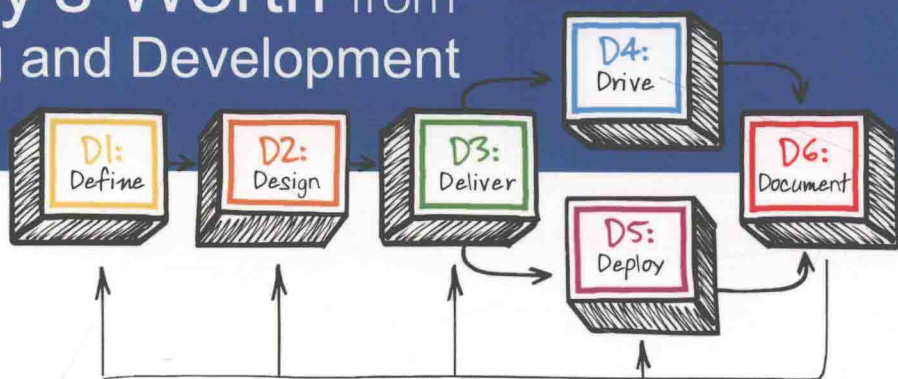 y's Worth from
g and Development
D1:
Define
D2:
Design
D3:
Deliver
D4:
Drive
D5:
Deploy
D6:
Document